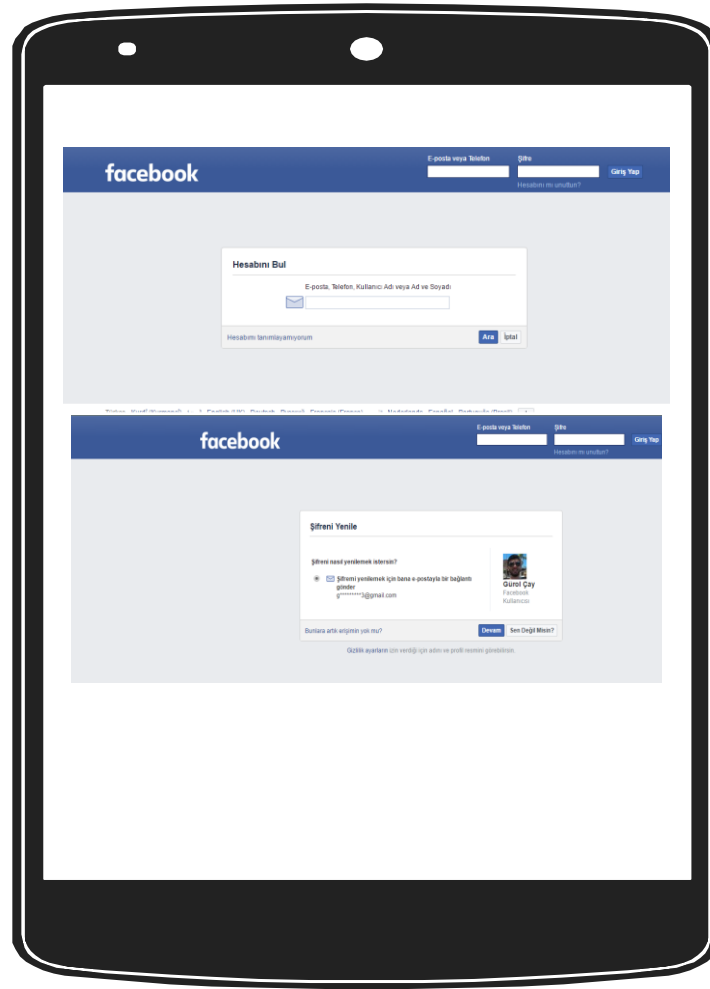 facebook
E-posta veya Telefon
Şifre
Giriş Yap
Hesabını mı unuttun?
Hesabını Bul
E-posta, Telefon, Kullanıcı Adı veya Ad ve Soyadı
Hesabımı tanımlayamıyorum
Ara
İptal
facebook
E-posta veya Telefon
Şifre
Giriş Yap
Hesabını mı unuttun?
Şifreni Yenile
Şifreni nasıl yenilemek istersin?
Şifremi yenilemek için bana e-postayla bir bağlantı
gönder
g*********3@gmail.com
Gürol Çay
Facebook
Kullanıcısı
Bunlara artık erişimin yok mu?
Devam
Sen Değil Misin?
Gizlilik ayarların izin verdiği için adını ve profil resmini görebilirsin.